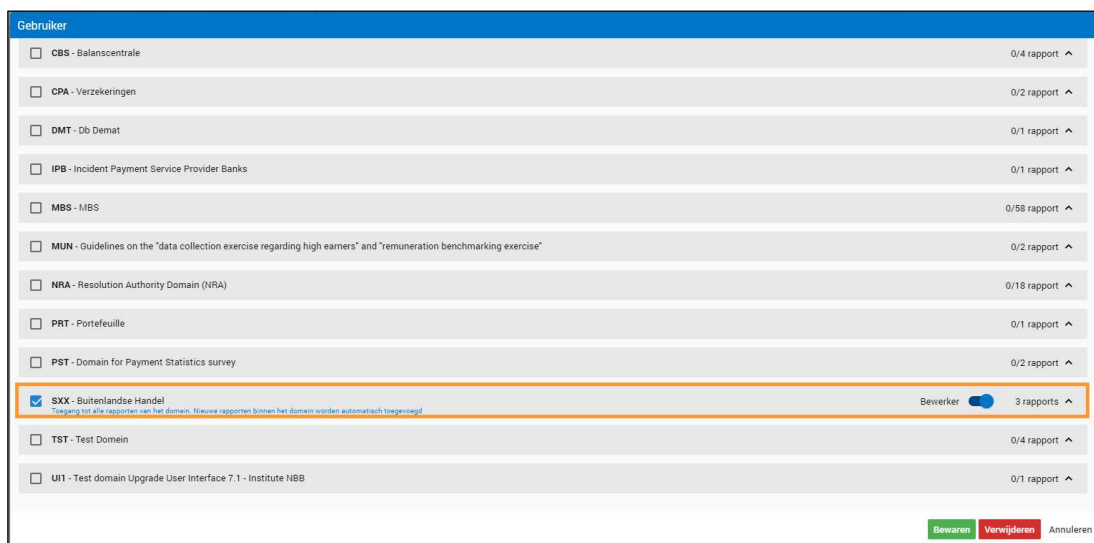 Gebruiker
CBS - Balanscentrale 0/4 rapport
CPA - Verzekeringen 0/2 rapport
DMT - Db Demat 0/1 rapport
IPB - Incident Payment Service Provider Banks 0/1 rapport
MBS - MBS 0/58 rapport
MUN - Guidelines on the "data collection exercise regarding high earners" and "remuneration benchmarking exercise" 0/2 rapport
NRA - Resolution Authority Domain (NRA) 0/18 rapport
PRT - Portefeuille 0/1 rapport
PST - Domain for Payment Statistics survey 0/2 rapport
SXX - Buitenlandse Handel Bewerker 3 rapports
Toegang tot alle rapporten van het domein. Nieuwe rapporten binnen het domein worden automatisch toegevoegd
TST - Test Domein 0/4 rapport
UI1 - Test domain Upgrade User Interface 7.1 - Institute NBB 0/1 rapport
Bewaren Verwijderen Annuleren